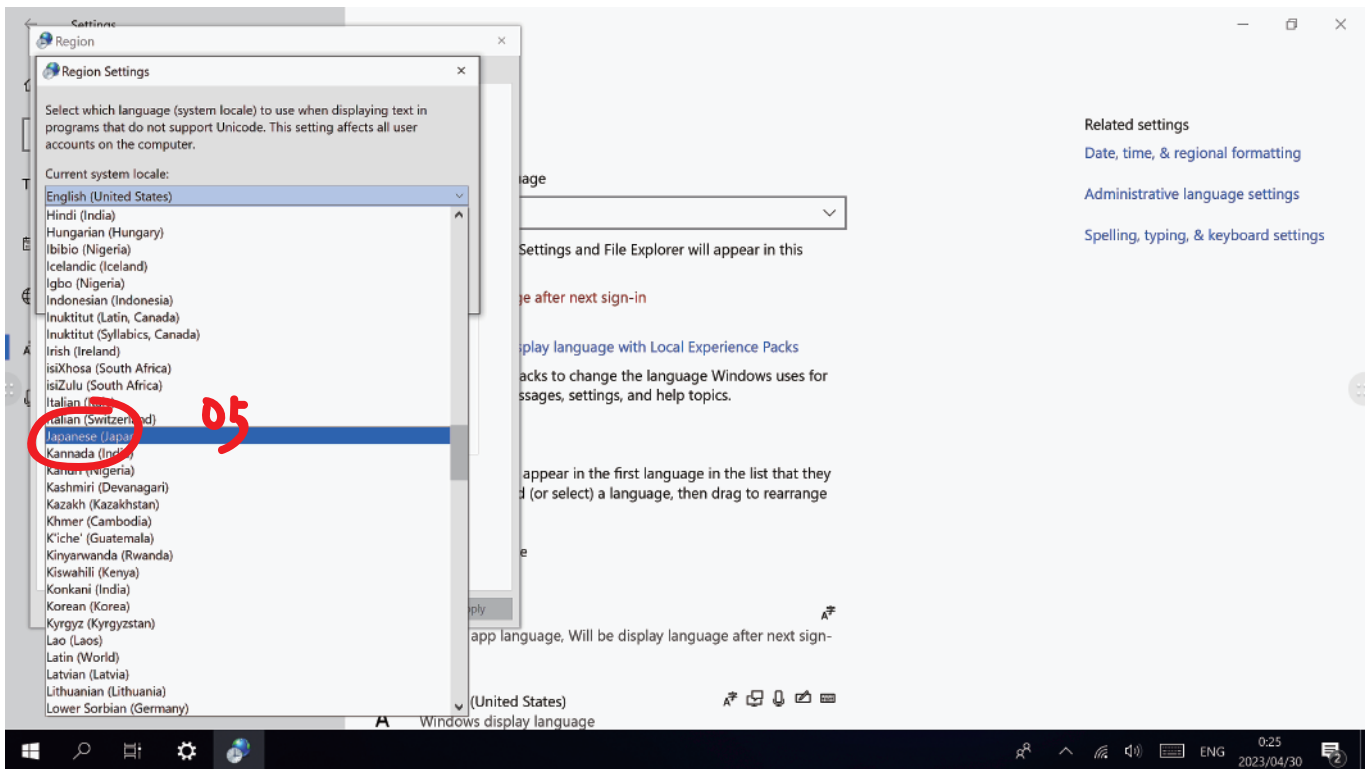 Settings
Region
Region Settings
Select which language (system locale) to use when displaying text in
programs that do not support Unicode. This setting affects all user
accounts on the computer.
Current system locale:
English (United States)
Hindi (India)
Hungarian (Hungary)
Ibibio (Nigeria)
Icelandic (Iceland)
Igbo (Nigeria)
Indonesian (Indonesia)
Inuktitut (Latin, Canada)
Inuktitut (Syllabics, Canada)
Irish (Ireland)
isiXhosa (South Africa)
isiZulu (South Africa)
Italian
Italian (Switzerland)
05
Japanese (Japan
Kannada (India)
Kanuri (Nigeria)
Kashmiri (Devanagari)
Kazakh (Kazakhstan)
Khmer (Cambodia)
K'iche' (Guatemala)
Kinyarwanda (Rwanda)
Kiswahili (Kenya)
Konkani (India)
Korean (Korea)
Kyrgyz (Kyrgyzstan)
Lao (Laos)
Latin (World)
Latvian (Latvia)
Lithuanian (Lithuania)
Lower Sorbian (Germany)
Settings and File Explorer will appear in this
after next sign-in
language with Local Experience Packs
to change the language Windows uses for
settings, and help topics.
appear in the first language in the list that they
(or select) a language, then drag to rearrange
app language, Will be display language after next sign-
(United States)
Windows display language
Related settings
Date, time, & regional formatting
Administrative language settings
Spelling, typing, & keyboard settings
ENG
0:25
2023/04/30
2